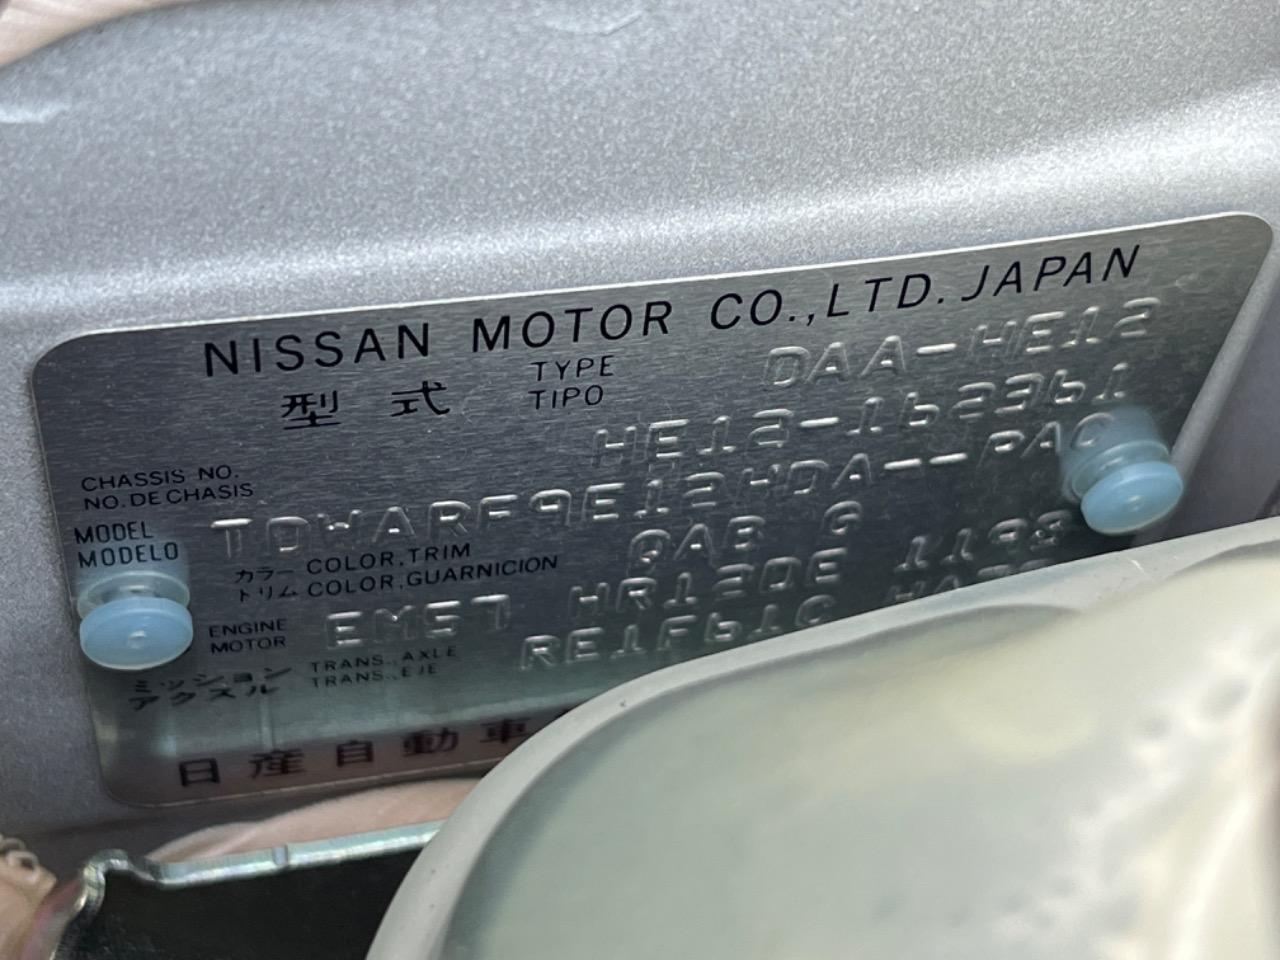 NISSAN MOTOR CO.,LTD. JAPAN
型式 TYPE TIPO DAA-HE12
CHASSIS NO. NO. DE CHASIS HE12-162361
MODEL MODELO TDWARF9E12HDA--PAC
カラー トリム COLOR,TRIM COLOR,GUARNICION QAB G
ENGINE MOTOR EM57 HR12DE 1198
ミッション アクスル TRANS.,AXLE TRANS.,EJE RE1F61C
日産自動車